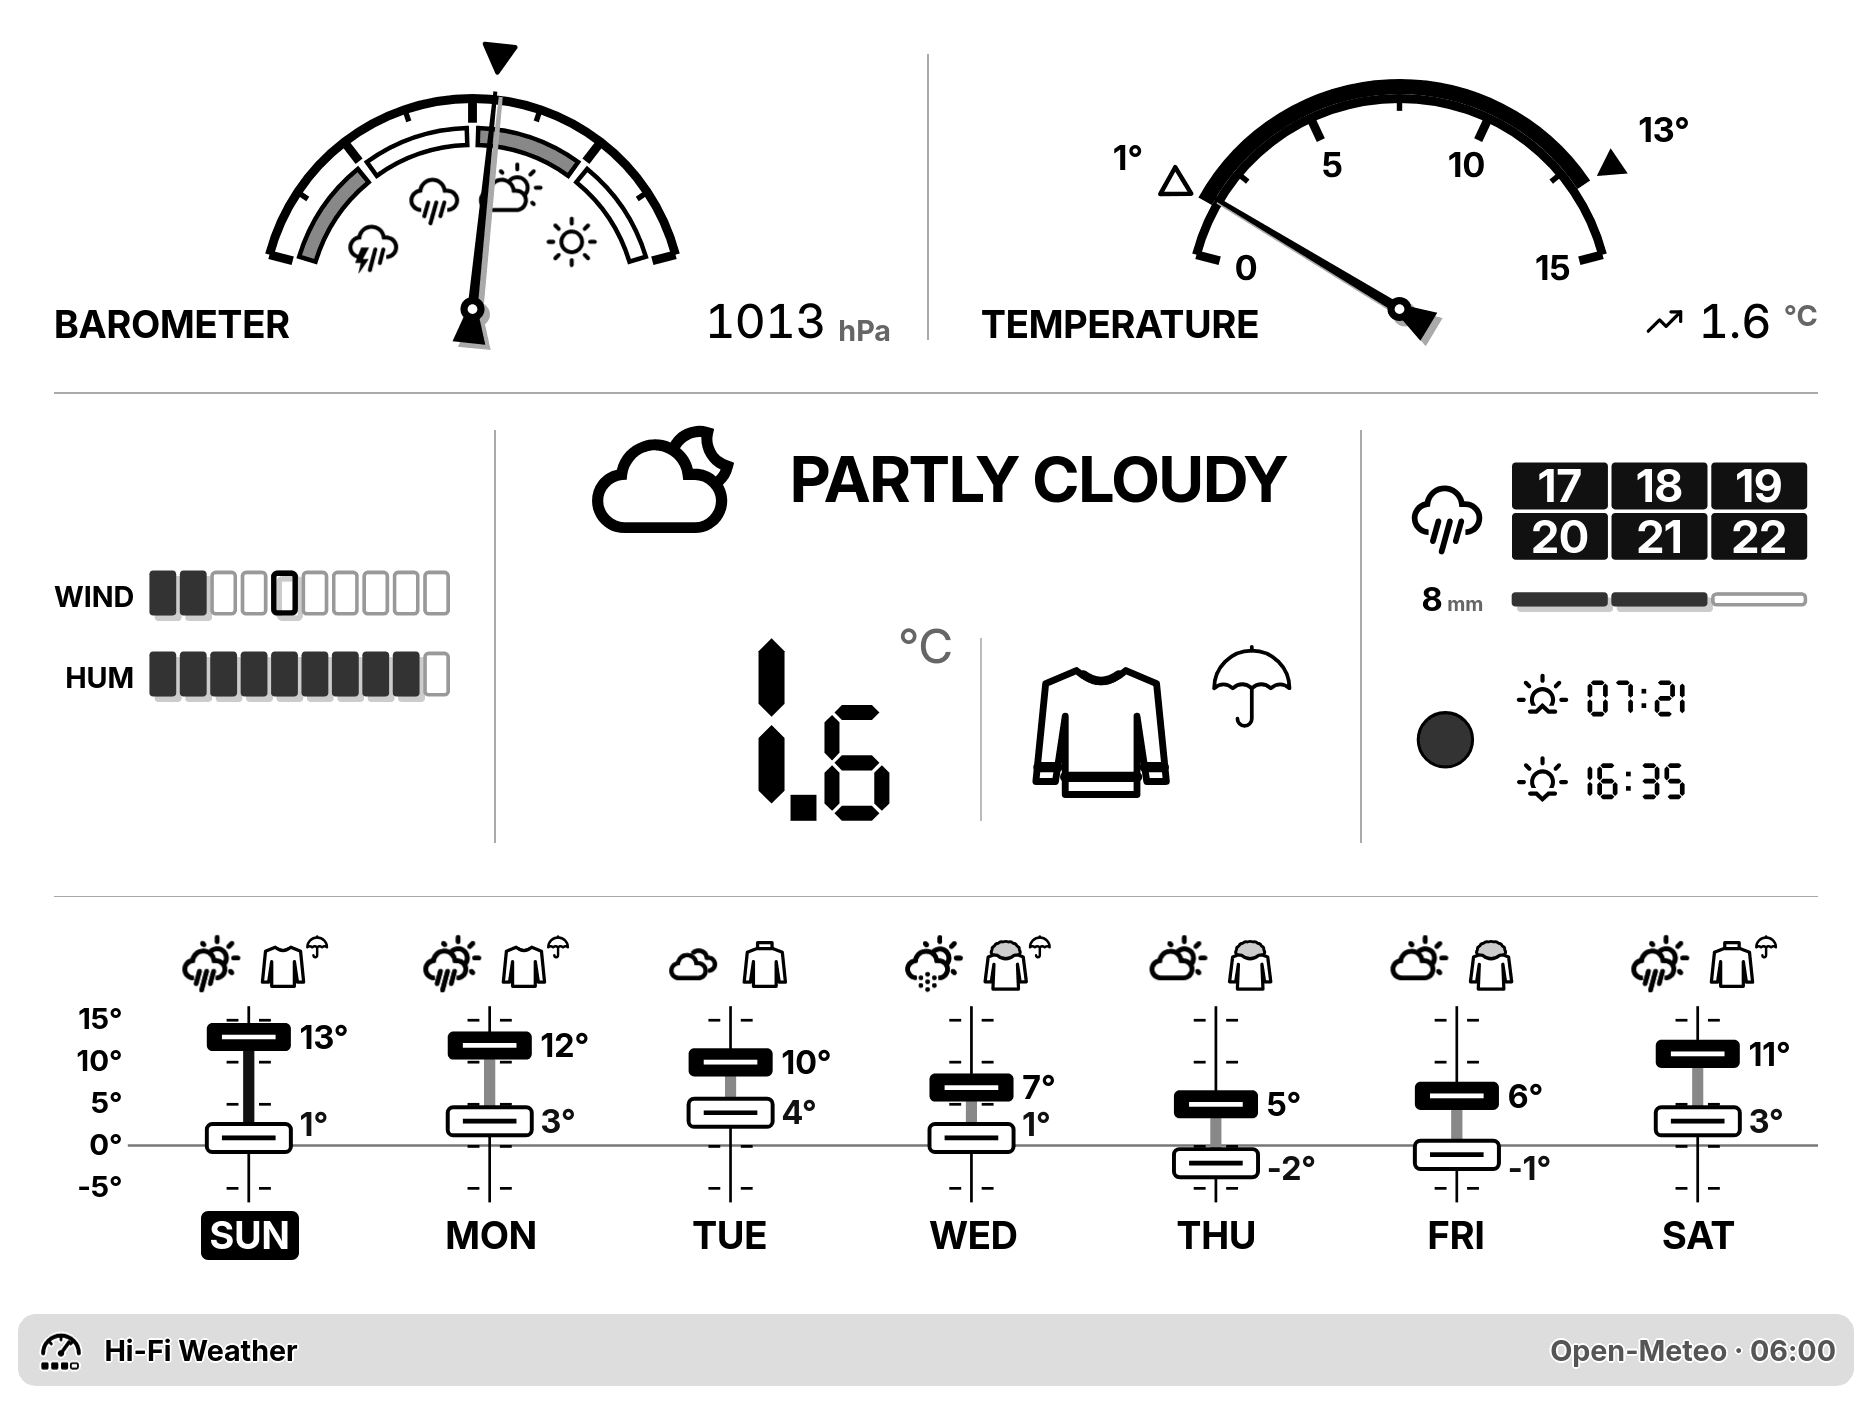 1°
13°
5
10
0
15
BAROMETER
1013 hPa
TEMPERATURE
1.6 °C
PARTLY CLOUDY
17 18 19
20 21 22
8 mm
WIND
HUM
1.6 °C
07:21
16:35
15°
10°
5°
0°
-5°
13°
1°
12°
3°
10°
4°
7°
1°
5°
-2°
6°
-1°
11°
3°
SUN MON TUE WED THU FRI SAT
Hi-Fi Weather
Open-Meteo · 06:00